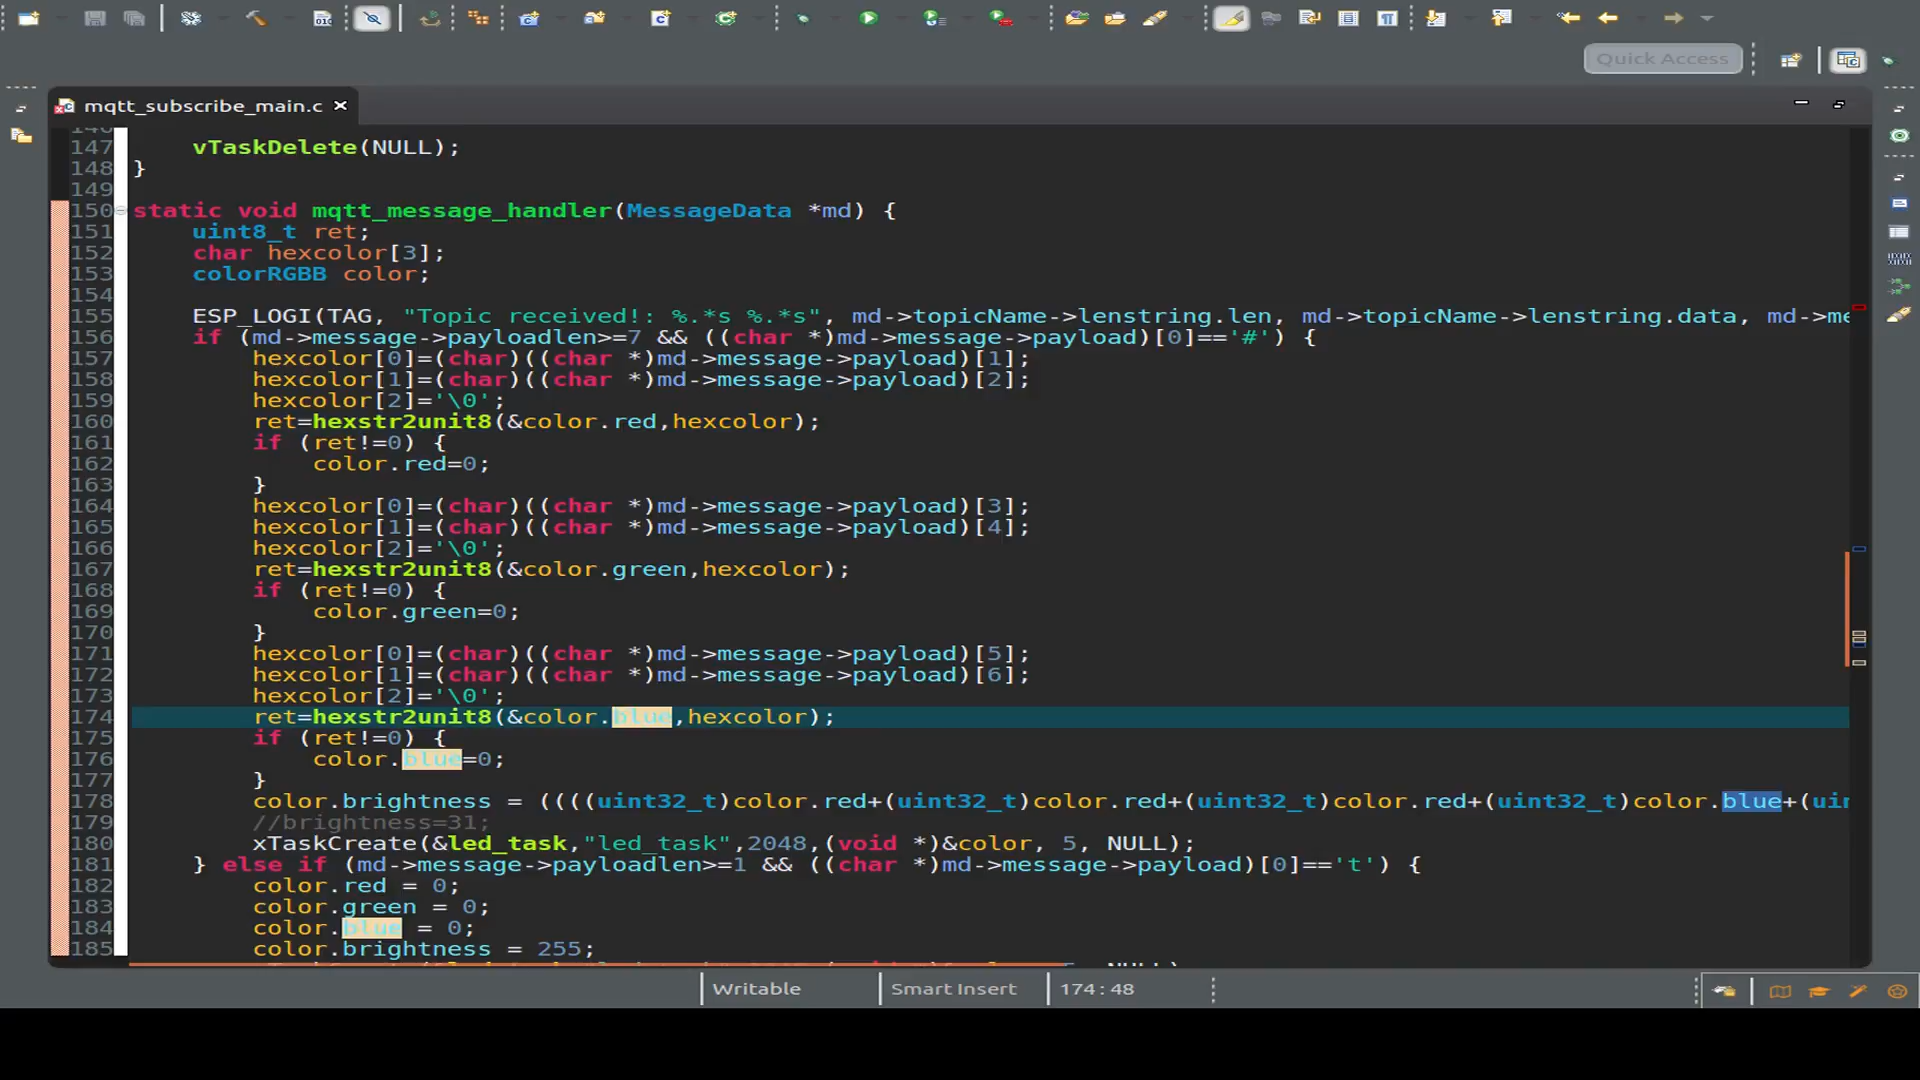 Quick Access
mqtt_subscribe_main.c
147 vTaskDelete(NULL);
148 }
149
150 static void mqtt_message_handler(MessageData *md) {
151 uint8_t ret;
152 char hexcolor[3];
153 colorRGBB color;
154
155 ESP_LOGI(TAG, "Topic received!: %.*s %.*s", md->topicName->lenstring.len, md->topicName->lenstring.data, md->me
156 if (md->message->payloadlen>=7 && ((char *)md->message->payload)[0]=='#') {
157 hexcolor[0]=(char)((char *)md->message->payload)[1];
158 hexcolor[1]=(char)((char *)md->message->payload)[2];
159 hexcolor[2]='\0';
160 ret=hexstr2unit8(&color.red,hexcolor);
161 if (ret!=0) {
162 color.red=0;
163 }
164 hexcolor[0]=(char)((char *)md->message->payload)[3];
165 hexcolor[1]=(char)((char *)md->message->payload)[4];
166 hexcolor[2]='\0';
167 ret=hexstr2unit8(&color.green,hexcolor);
168 if (ret!=0) {
169 color.green=0;
170 }
171 hexcolor[0]=(char)((char *)md->message->payload)[5];
172 hexcolor[1]=(char)((char *)md->message->payload)[6];
173 hexcolor[2]='\0';
174 ret=hexstr2unit8(&color.blue,hexcolor);
175 if (ret!=0) {
176 color.blue=0;
177 }
178 color.brightness = ((((uint32_t)color.red+(uint32_t)color.red+(uint32_t)color.red+(uint32_t)color.blue+(uin
179 //brightness=31;
180 xTaskCreate(&led_task,"led_task",2048,(void *)&color, 5, NULL);
181 } else if (md->message->payloadlen>=1 && ((char *)md->message->payload)[0]=='t') {
182 color.red = 0;
183 color.green = 0;
184 color.blue = 0;
185 color.brightness = 255;
Writable Smart Insert 174:48